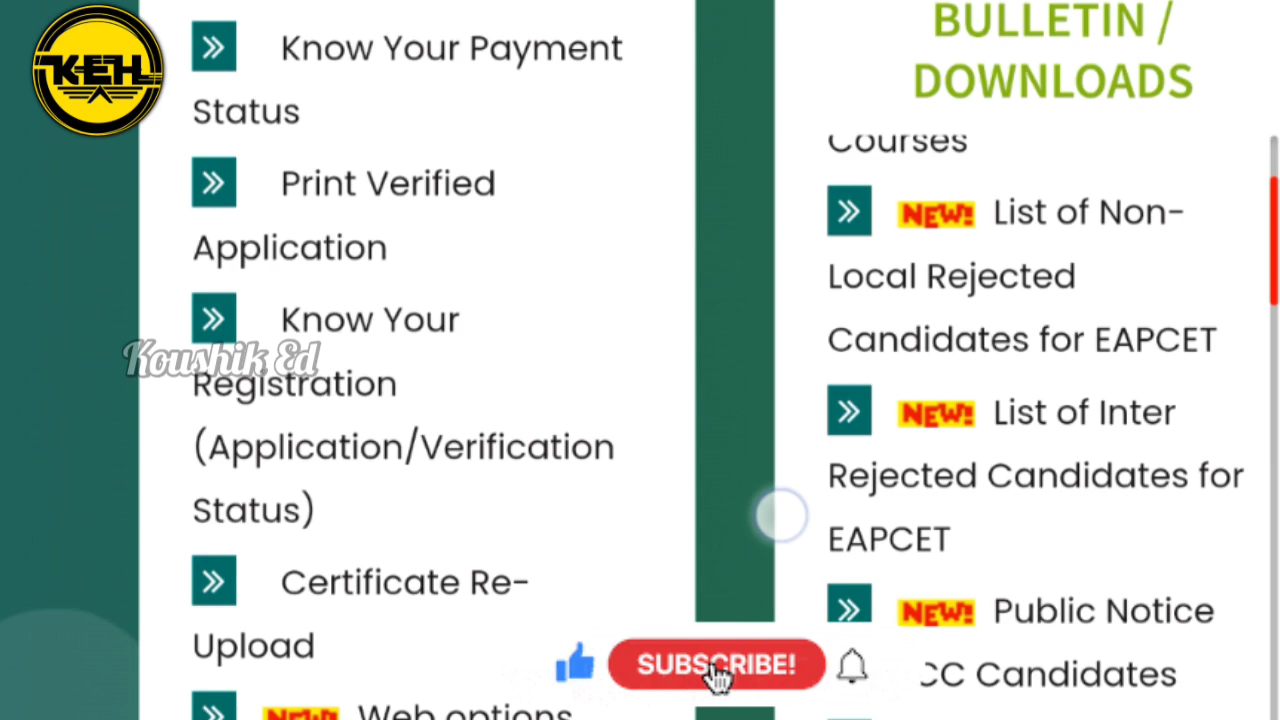 KEH
Know Your Payment
Status
Print Verified
Application
Know Your
Koushik Ed
Registration
(Application/Verification
Status)
Certificate Re-
Upload
NEW! Web options
BULLETIN /
DOWNLOADS
Courses
NEW! List of Non-
Local Rejected
Candidates for EAPCET
NEW! List of Inter
Rejected Candidates for
EAPCET
NEW! Public Notice
CC Candidates
SUBSCRIBE!